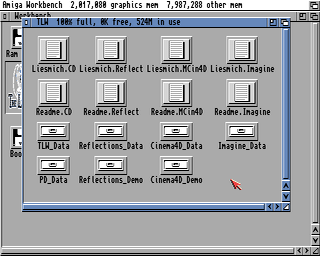 Amiga Workbench 2,017,080 graphics mem 7,987,288 other mem
Workbench
TLW 100% full, 0K free, 524M in use
Ram
Liesmich.CD Liesmich.Reflect Liesmich.MCin4D Liesmich.Imagine
Readme.CD Readme.Reflect Readme.MCin4D Readme.Imagine
TLW_Data Reflections_Data Cinema4D_Data Imagine_Data
Boo
PD_Data Reflections_Demo Cinema4D_Demo